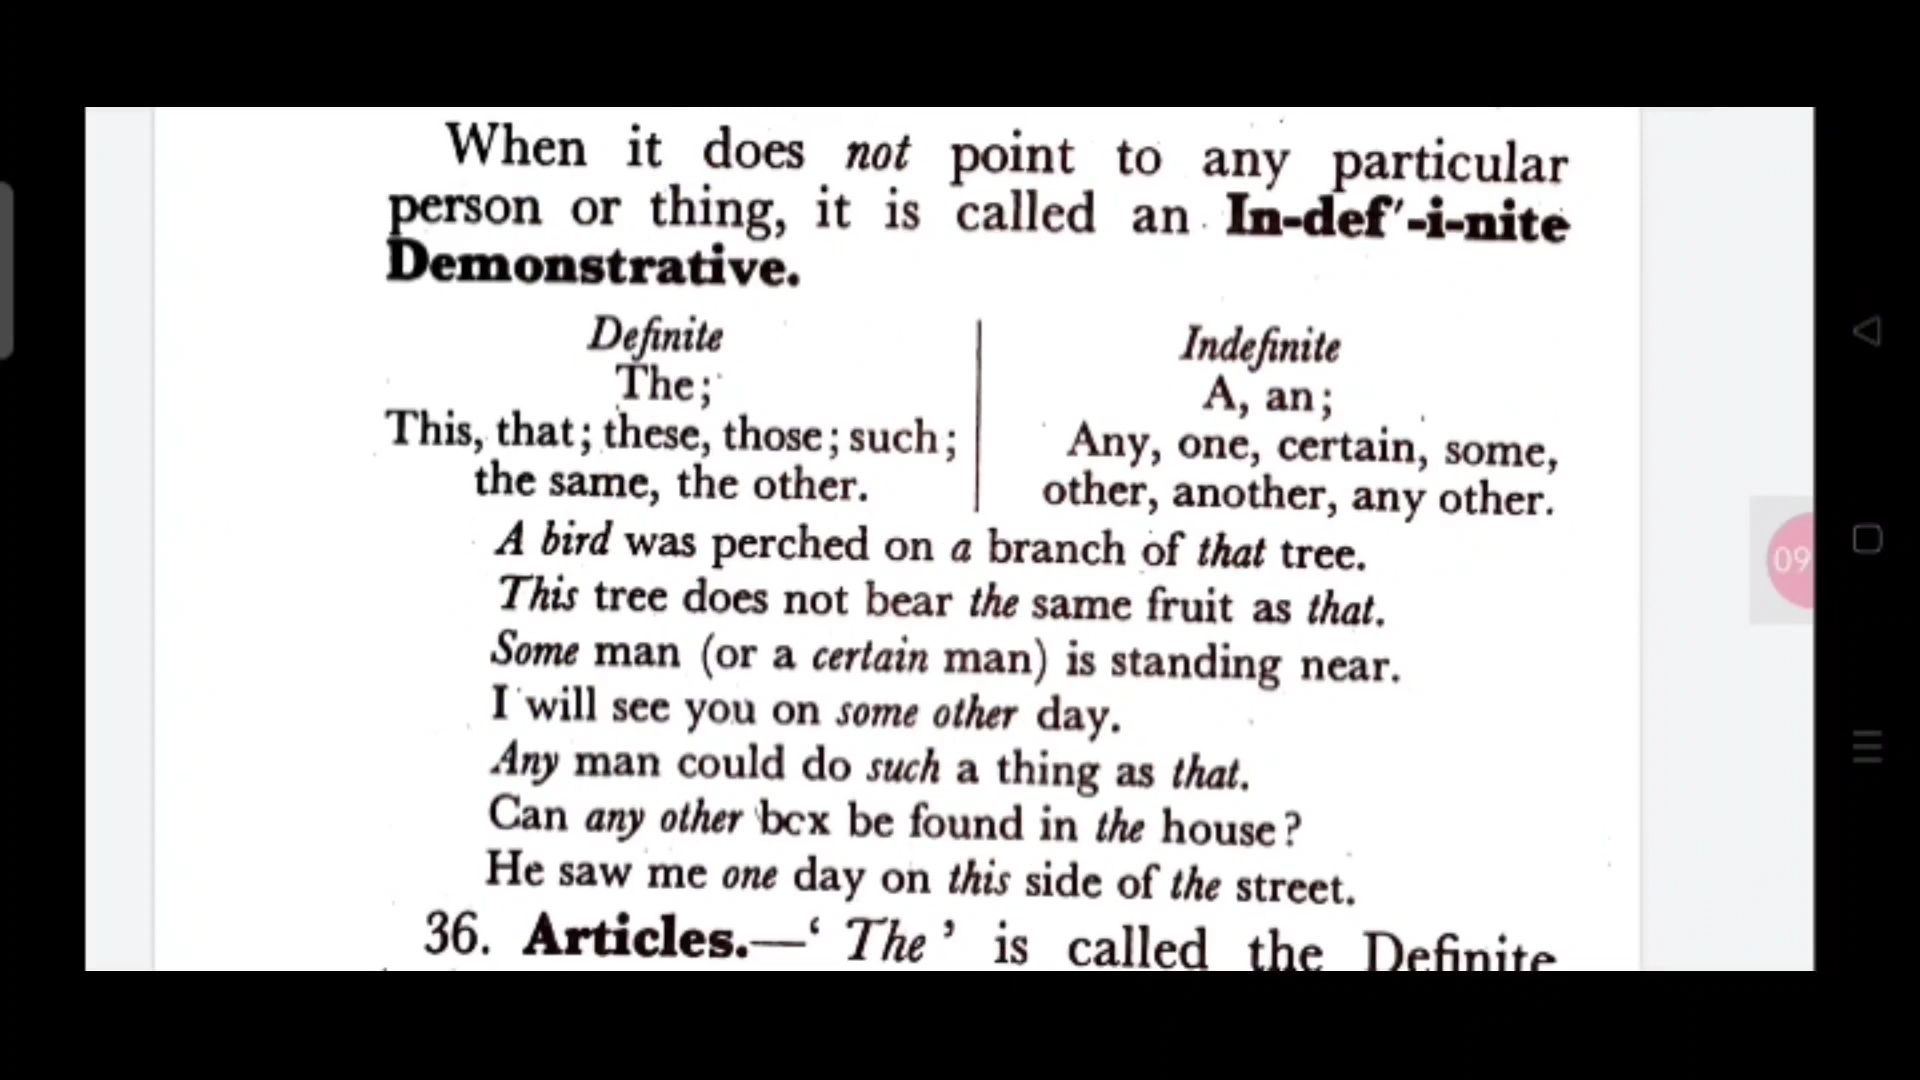 When it does not point to any particular
person or thing, it is called an In-def'-i-nite
Demonstrative.
Definite
The;
This, that; these, those; such;
the same, the other.
Indefinite
A, an;
Any, one, certain, some,
other, another, any other.
A bird was perched on a branch of that tree.
This tree does not bear the same fruit as that.
Some man (or a certain man) is standing near.
I will see you on some other day.
Any man could do such a thing as that.
Can any other bcx be found in the house?
He saw me one day on this side of the street.
36. Articles.—‘ The ’ is called the Definite
09